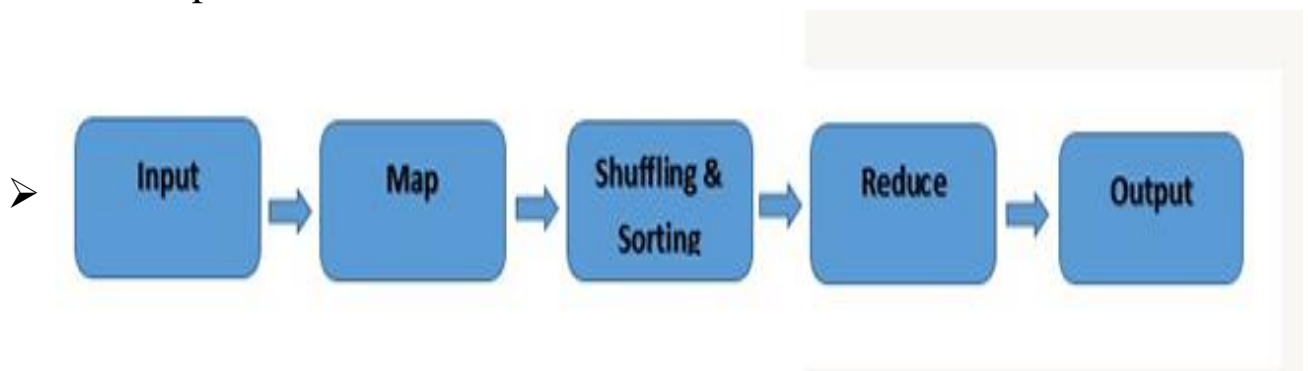 ➢
Input
Map
Shuffling &
Sorting
Reduce
Output